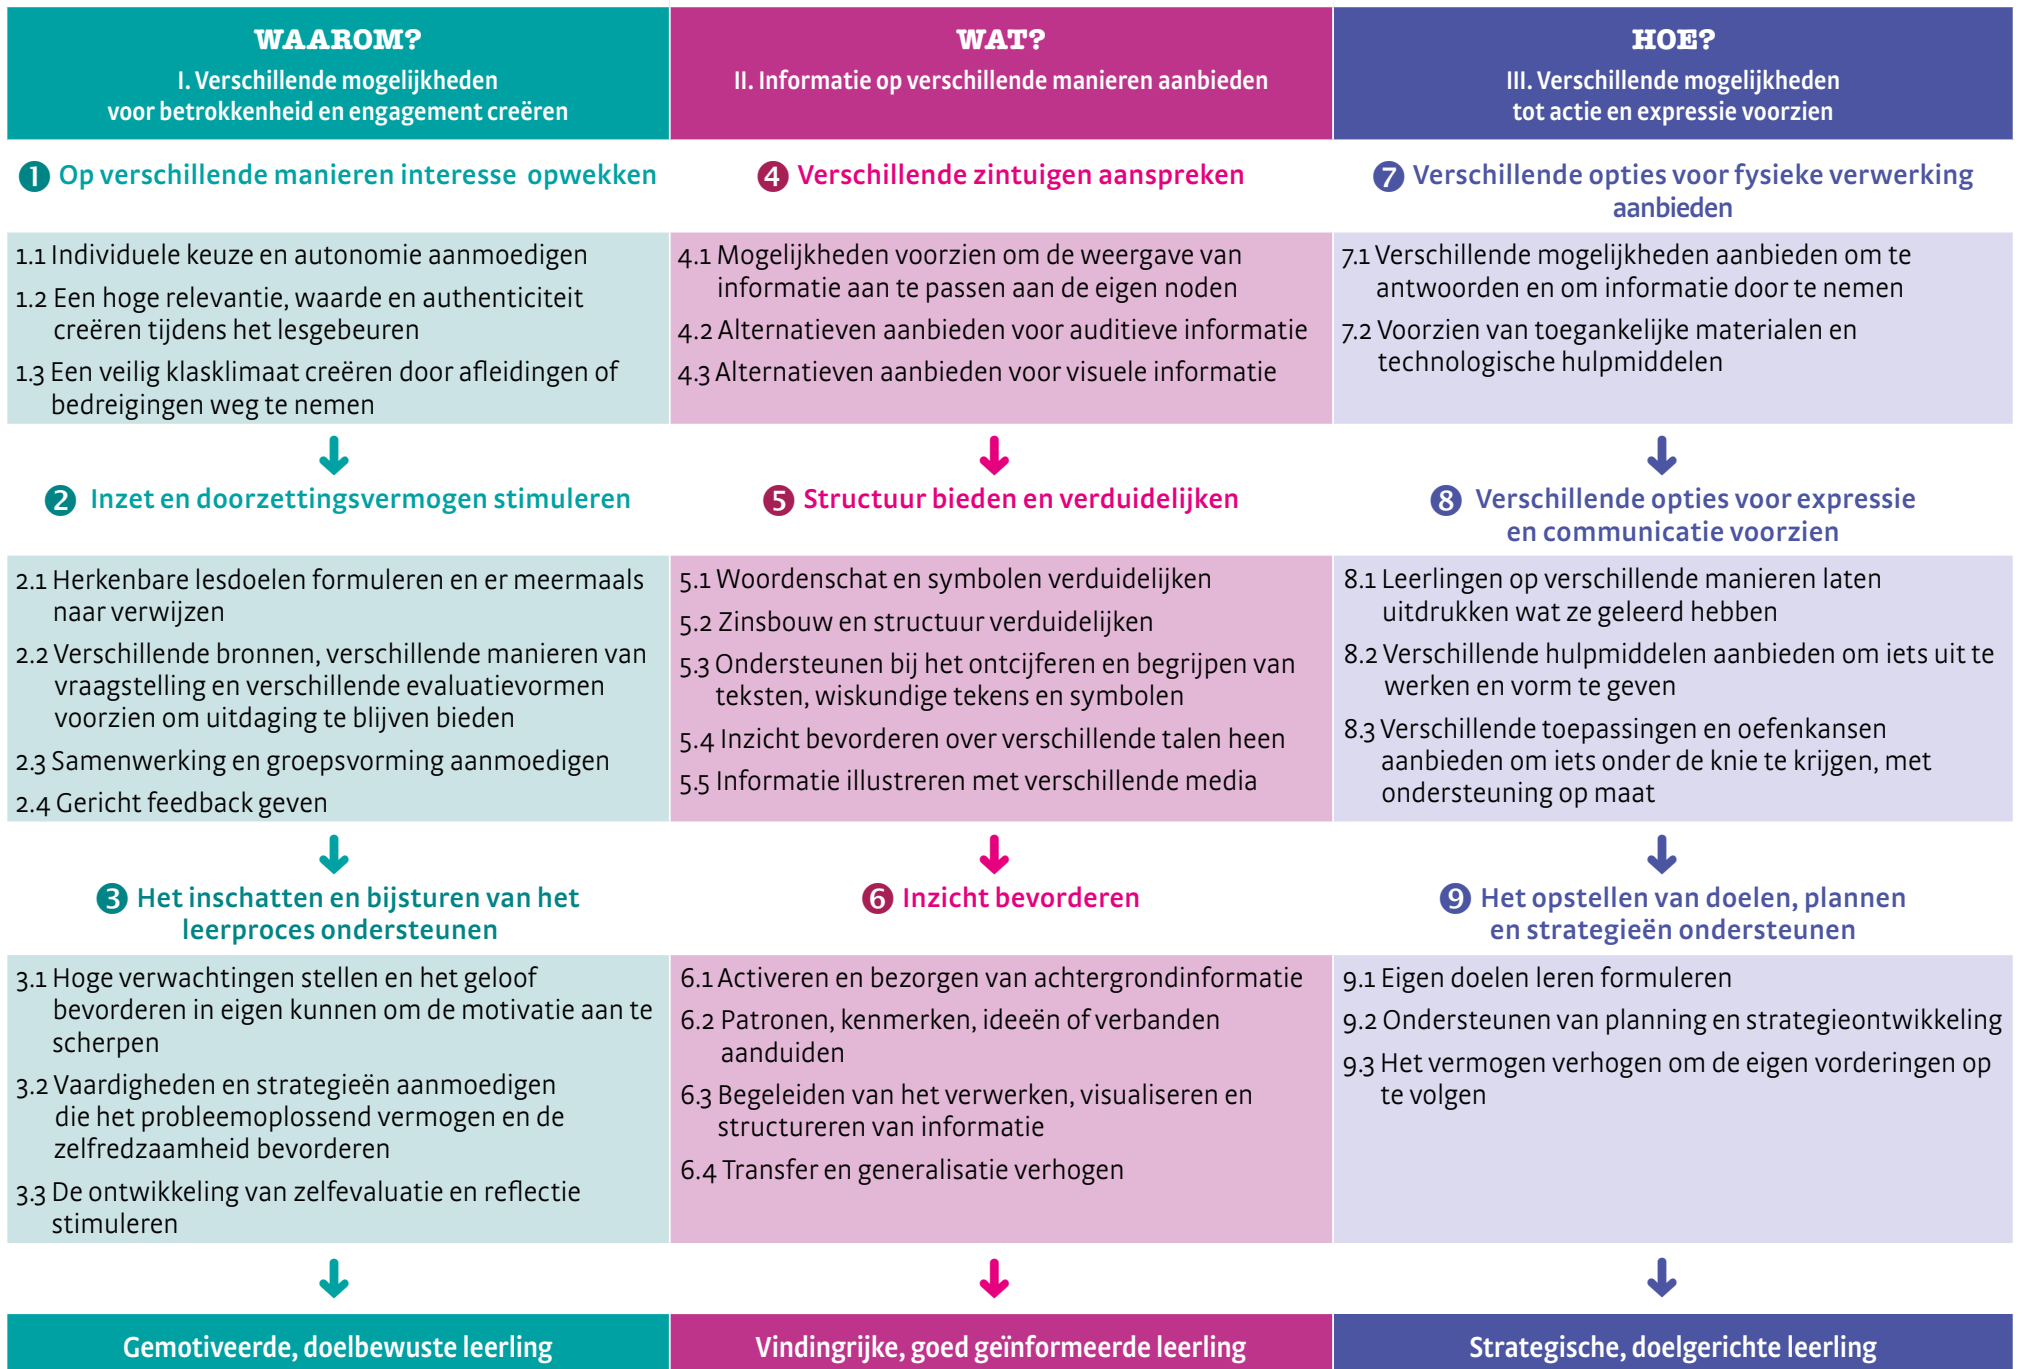 WAAROM?
I. Verschillende mogelijkheden
voor betrokkenheid en engagement creëren
❶ Op verschillende manieren interesse opwekken
1.1 Individuele keuze en autonomie aanmoedigen
1.2 Een hoge relevantie, waarde en authenticiteit
creëren tijdens het lesgebeuren
1.3 Een veilig klasklimaat creëren door afleidingen of
bedreigingen weg te nemen
❷ Inzet en doorzettingsvermogen stimuleren
2.1 Herkenbare lesdoelen formuleren en er meermaals
naar verwijzen
2.2 Verschillende bronnen, verschillende manieren van
vraagstelling en verschillende evaluatievormen
voorzien om uitdaging te blijven bieden
2.3 Samenwerking en groepsvorming aanmoedigen
2.4 Gericht feedback geven
❸ Het inschatten en bijsturen van het
leerproces ondersteunen
3.1 Hoge verwachtingen stellen en het geloof
bevorderen in eigen kunnen om de motivatie aan te
scherpen
3.2 Vaardigheden en strategieën aanmoedigen
die het probleemoplossend vermogen en de
zelfredzaamheid bevorderen
3.3 De ontwikkeling van zelfevaluatie en reflectie
stimuleren
Gemotiveerde, doelbewuste leerling
WAT?
II. Informatie op verschillende manieren aanbieden
❹ Verschillende zintuigen aanspreken
4.1 Mogelijkheden voorzien om de weergave van
informatie aan te passen aan de eigen noden
4.2 Alternatieven aanbieden voor auditieve informatie
4.3 Alternatieven aanbieden voor visuele informatie
❺ Structuur bieden en verduidelijken
5.1 Woordenschat en symbolen verduidelijken
5.2 Zinsbouw en structuur verduidelijken
5.3 Ondersteunen bij het ontcijferen en begrijpen van
teksten, wiskundige tekens en symbolen
5.4 Inzicht bevorderen over verschillende talen heen
5.5 Informatie illustreren met verschillende media
❻ Inzicht bevorderen
6.1 Activeren en bezorgen van achtergrondinformatie
6.2 Patronen, kenmerken, ideeën of verbanden
aanduiden
6.3 Begeleiden van het verwerken, visualiseren en
structureren van informatie
6.4 Transfer en generalisatie verhogen
Vindingrijke, goed geïnformeerde leerling
HOE?
III. Verschillende mogelijkheden
tot actie en expressie voorzien
❼ Verschillende opties voor fysieke verwerking
aanbieden
7.1 Verschillende mogelijkheden aanbieden om te
antwoorden en om informatie door te nemen
7.2 Voorzien van toegankelijke materialen en
technologische hulpmiddelen
❽ Verschillende opties voor expressie
en communicatie voorzien
8.1 Leerlingen op verschillende manieren laten
uitdrukken wat ze geleerd hebben
8.2 Verschillende hulpmiddelen aanbieden om iets uit te
werken en vorm te geven
8.3 Verschillende toepassingen en oefenkansen
aanbieden om iets onder de knie te krijgen, met
ondersteuning op maat
❾ Het opstellen van doelen, plannen
en strategieën ondersteunen
9.1 Eigen doelen leren formuleren
9.2 Ondersteunen van planning en strategieontwikkeling
9.3 Het vermogen verhogen om de eigen vorderingen op
te volgen
Strategische, doelgerichte leerling